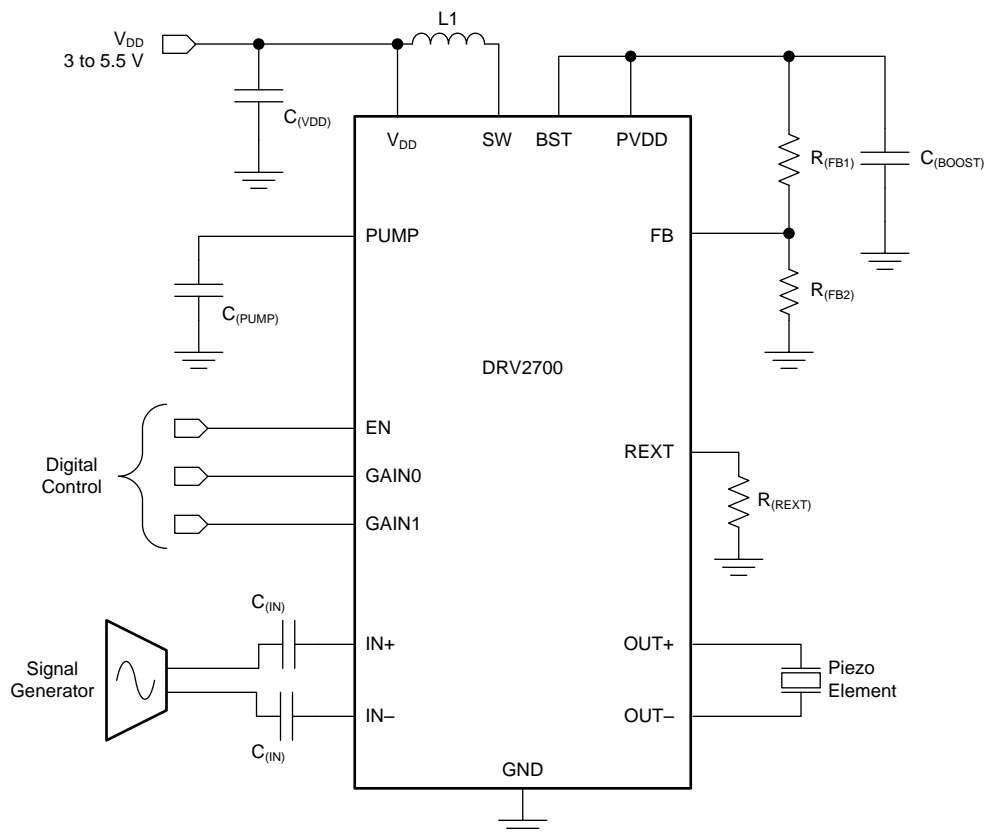 L1
V_DD
3 to 5.5 V
C_(VDD)
V_DD
SW
BST
PVDD
R_(FB1)
C_(BOOST)
PUMP
FB
R_(FB2)
C_(PUMP)
DRV2700
EN
REXT
Digital
Control
GAIN0
R_(REXT)
GAIN1
C_(IN)
IN+
OUT+
Signal
Generator
Piezo
Element
IN–
OUT–
C_(IN)
GND